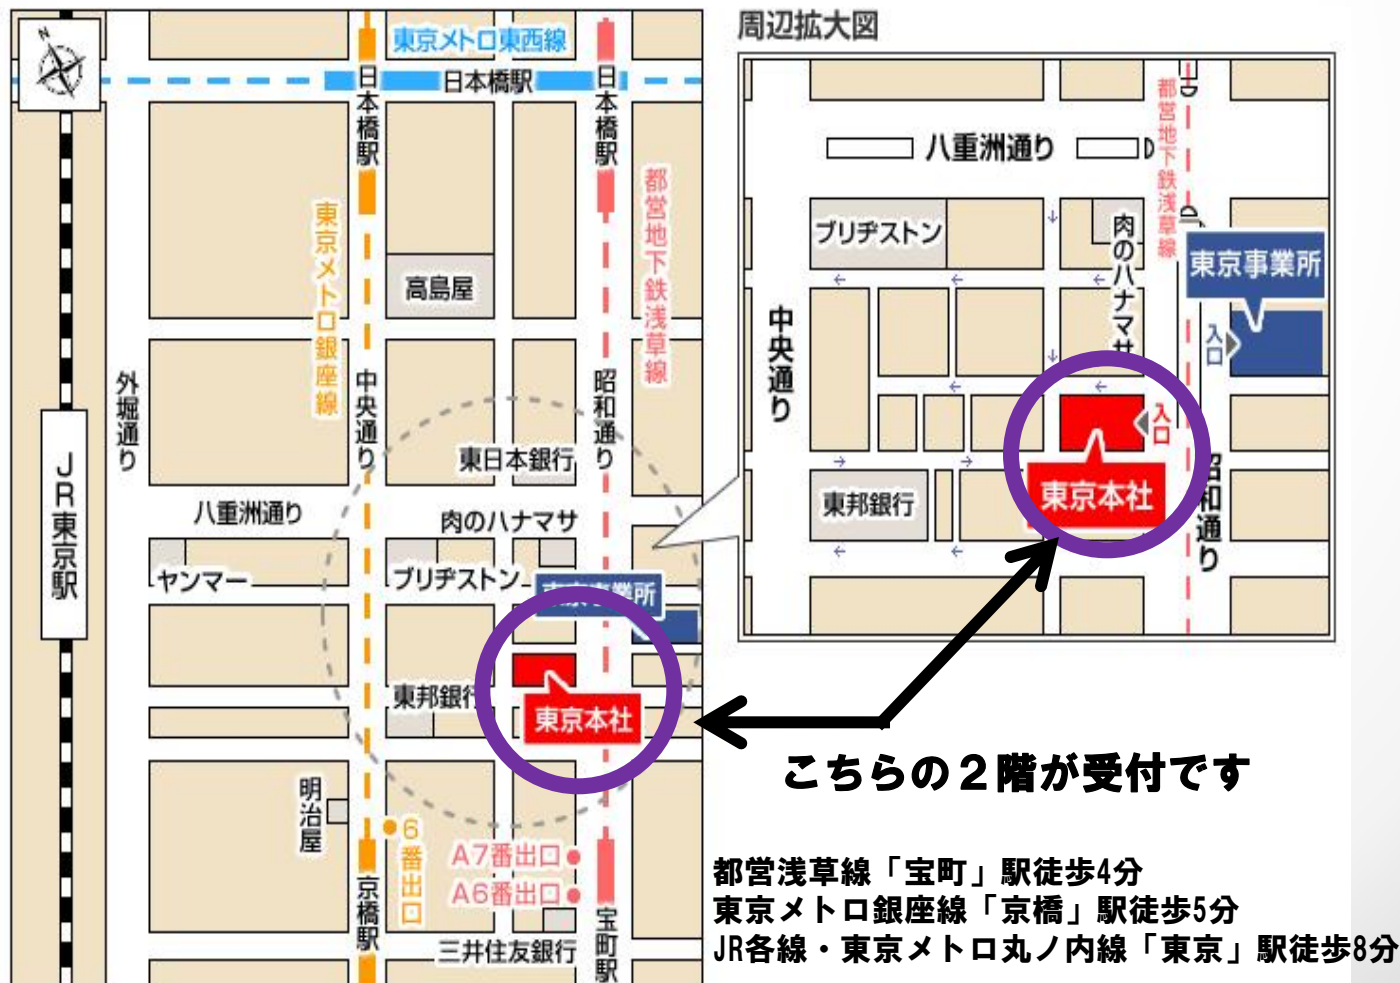 N
東京メトロ東西線
日本橋駅
日本橋駅
日本橋駅
都営地下鉄浅草線
東京メトロ銀座線
高島屋
外堀通り
中央通り
昭和通り
東日本銀行
JR東京駅
八重洲通り
肉のハナマサ
ヤンマー
ブリヂストン
東京事業所
東邦銀行
東京本社
明治屋
6番出口
A7番出口
A6番出口
京橋駅
宝町駅
三井住友銀行
周辺拡大図
都営地下鉄浅草線
八重洲通り
ブリヂストン
肉のハナマサ
東京事業所
入口
中央通り
入口
東邦銀行
東京本社
昭和通り
こちらの2階が受付です
都営浅草線「宝町」駅徒歩4分
東京メトロ銀座線「京橋」駅徒歩5分
JR各線・東京メトロ丸ノ内線「東京」駅徒歩8分